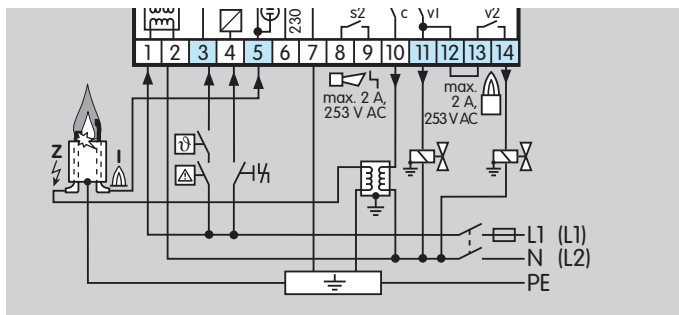 s2 c v1 v2
230
1 2 3 4 5 6 7 8 9 10 11 12 13 14
max. 2 A,
253 V AC
max.
2 A,
253 V AC
Z I
ϑ
L1 (L1)
N (L2)
PE